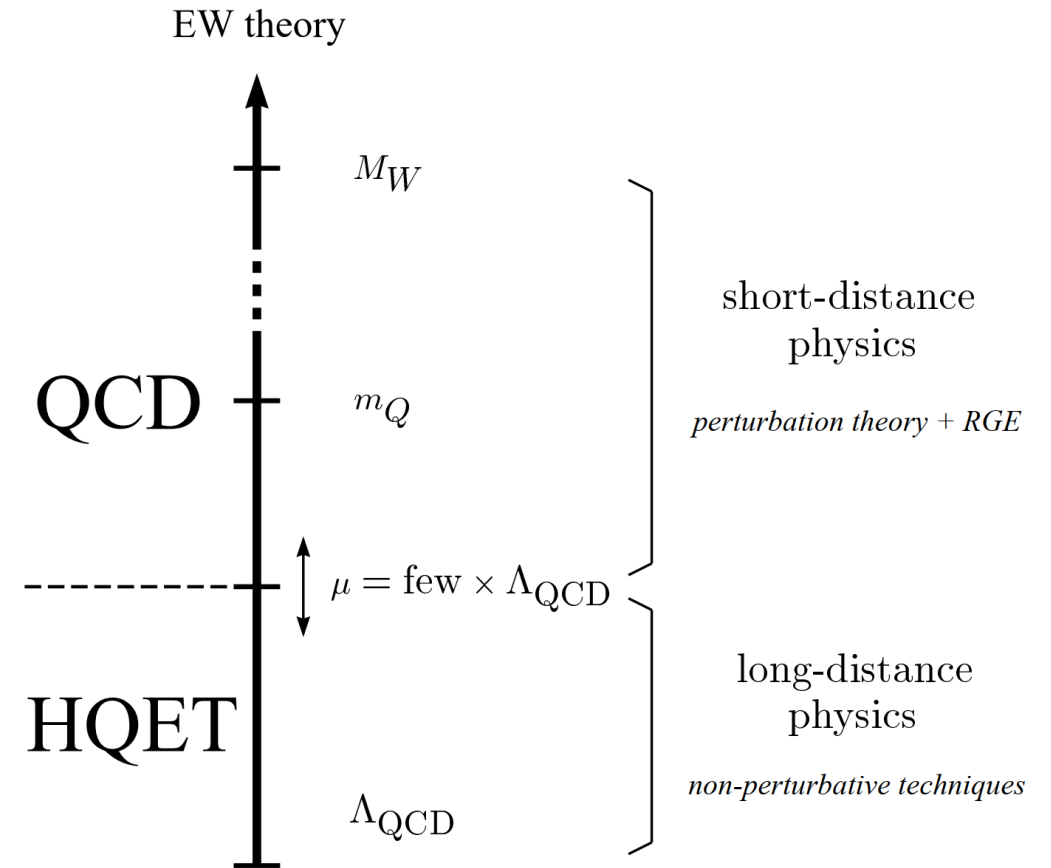 EW theory
M_W
short-distance
physics
QCD
m_Q
perturbation theory + RGE
μ = few × Λ_QCD
long-distance
physics
HQET
non-perturbative techniques
Λ_QCD